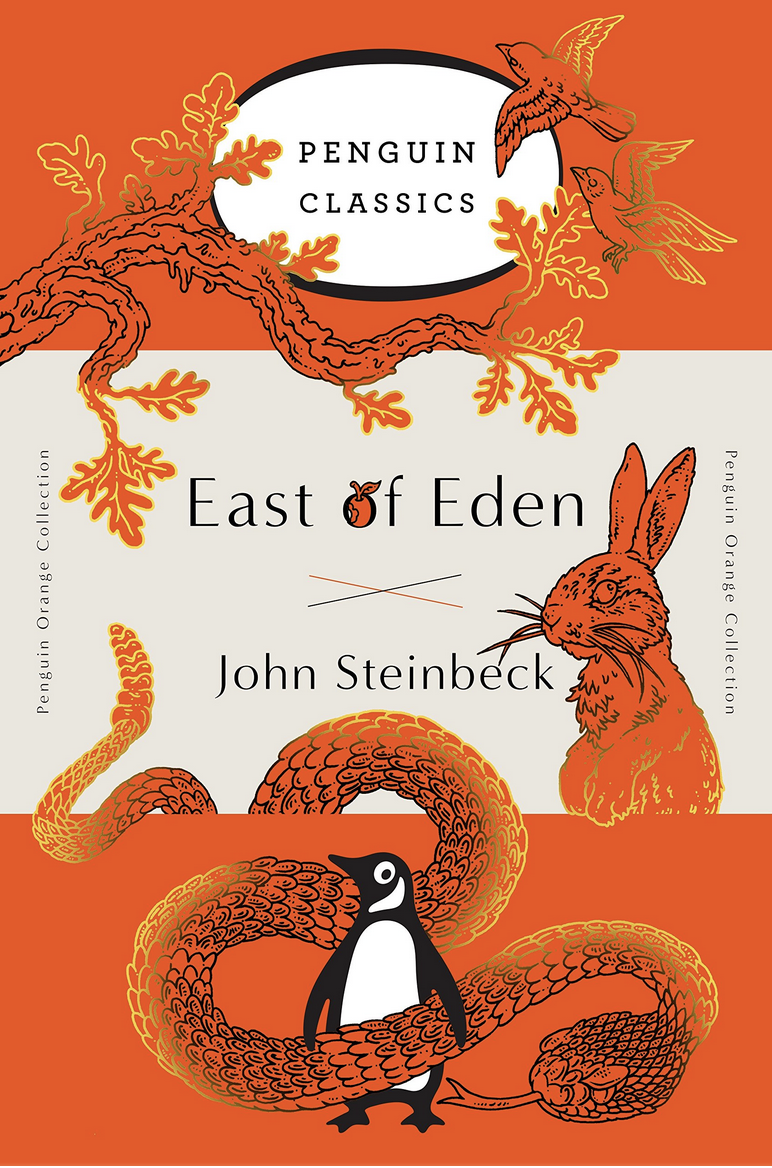 PENGUIN
CLASSICS
Penguin Orange Collection
East of Eden
John Steinbeck
Penguin Orange Collection